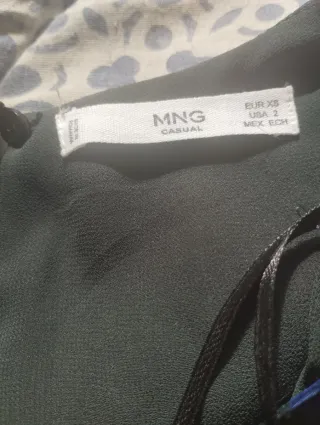 MNG
CASUAL
EUR XS
USA 2
MEX ECH